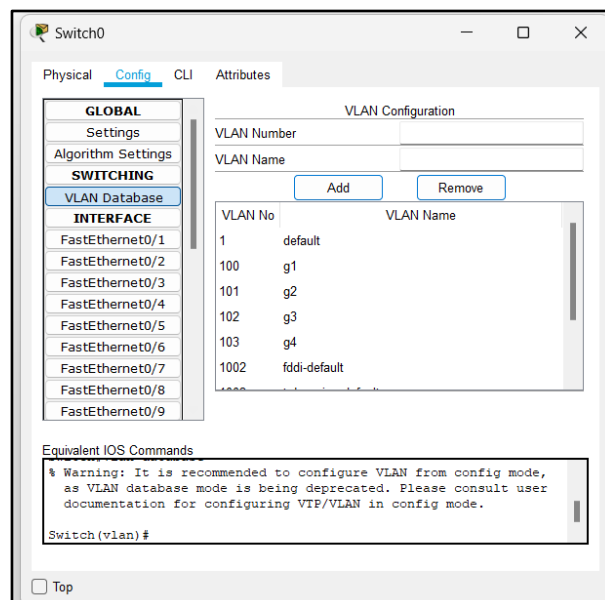 Switch0
Physical Config CLI Attributes
GLOBAL
Settings
Algorithm Settings
SWITCHING
VLAN Database
INTERFACE
FastEthernet0/1
FastEthernet0/2
FastEthernet0/3
FastEthernet0/4
FastEthernet0/5
FastEthernet0/6
FastEthernet0/7
FastEthernet0/8
FastEthernet0/9
VLAN Configuration
VLAN Number
VLAN Name
Add Remove
VLAN No VLAN Name
1 default
100 g1
101 g2
102 g3
103 g4
1002 fddi-default
Equivalent IOS Commands
% Warning: It is recommended to configure VLAN from config mode,
as VLAN database mode is being deprecated. Please consult user
documentation for configuring VTP/VLAN in config mode.
Switch(vlan)#
Top